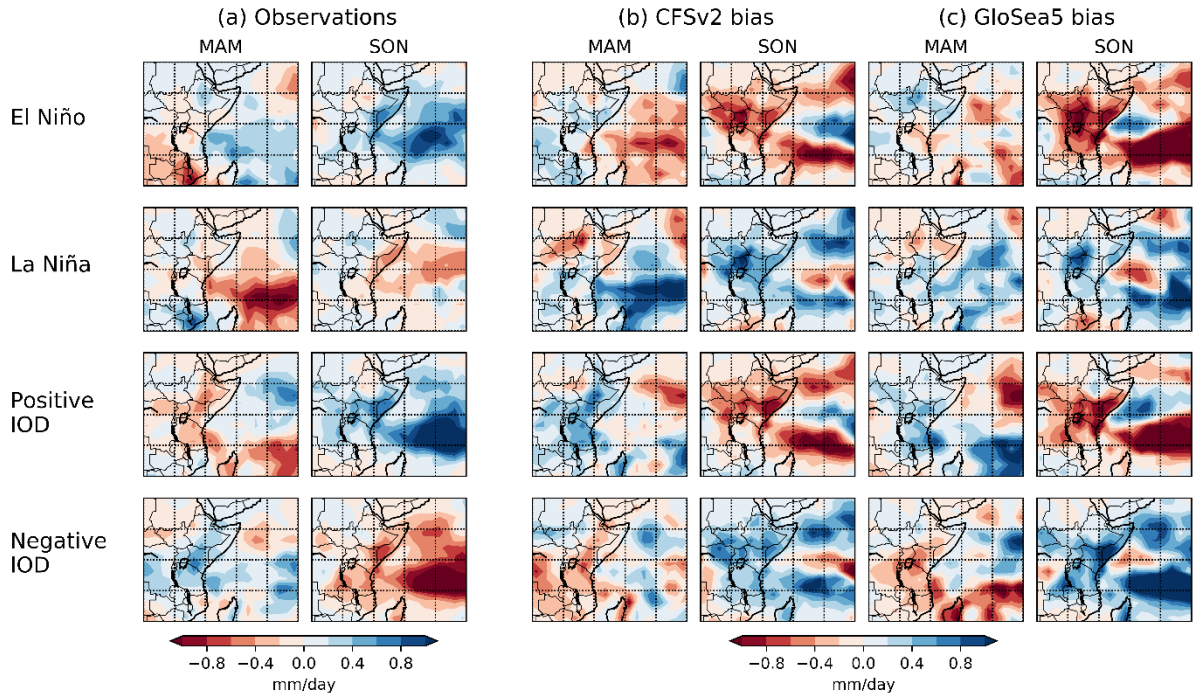 (a) Observations (b) CFSv2 bias (c) GloSea5 bias
MAM SON MAM SON MAM SON
El Niño
La Niña
Positive
IOD
Negative
IOD
−0.8 −0.4 0.0 0.4 0.8 −0.8 −0.4 0.0 0.4 0.8
mm/day mm/day